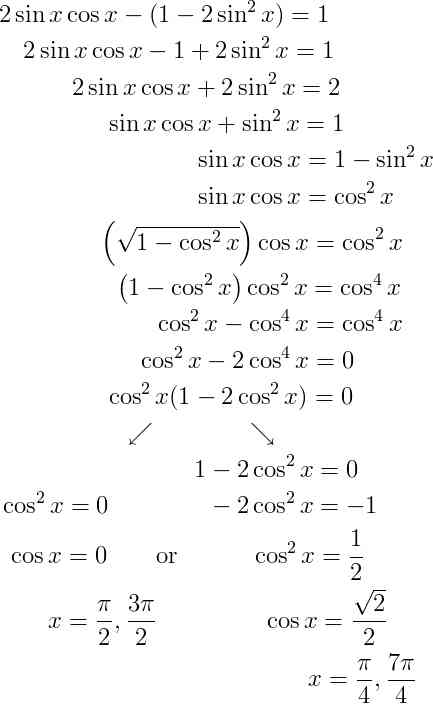 2 sin x cos x − (1 − 2 sin² x) = 1
2 sin x cos x − 1 + 2 sin² x = 1
2 sin x cos x + 2 sin² x = 2
sin x cos x + sin² x = 1
sin x cos x = 1 − sin² x
sin x cos x = cos² x
(√(1 − cos² x)) cos x = cos² x
(1 − cos² x) cos² x = cos⁴ x
cos² x − cos⁴ x = cos⁴ x
cos² x − 2 cos⁴ x = 0
cos² x(1 − 2 cos² x) = 0
↙ ↘
1 − 2 cos² x = 0
cos² x = 0 − 2 cos² x = −1
cos x = 0 or cos² x = 1/2
x = π/2, 3π/2 cos x = √2/2
x = π/4, 7π/4